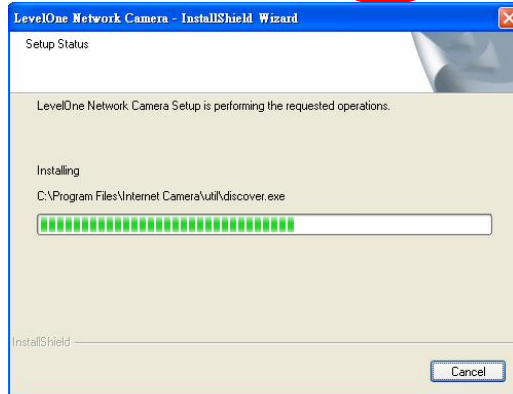 LevelOne Network Camera - InstallShield Wizard
Setup Status
LevelOne Network Camera Setup is performing the requested operations.
Installing
C:\Program Files\Internet Camera\util\discover.exe
InstallShield
Cancel